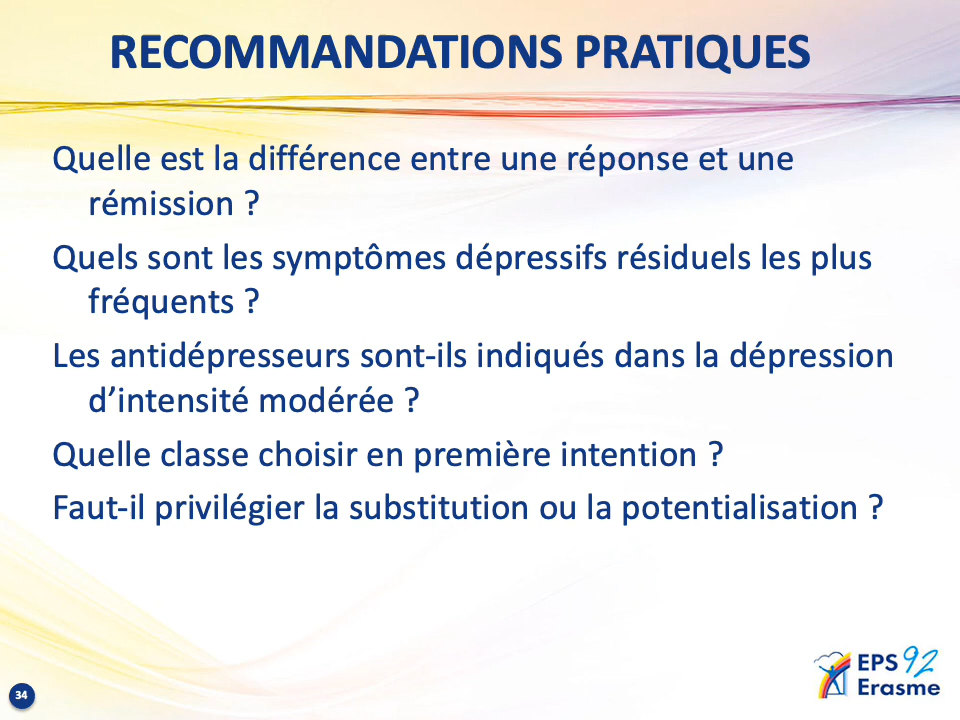 RECOMMANDATIONS PRATIQUES
Quelle est la différence entre une réponse et une
rémission ?
Quels sont les symptômes dépressifs résiduels les plus
fréquents ?
Les antidépresseurs sont-ils indiqués dans la dépression
d’intensité modérée ?
Quelle classe choisir en première intention ?
Faut-il privilégier la substitution ou la potentialisation ?
34
EPS 92
Erasme